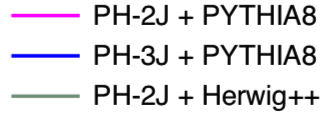 PH-2J + PYTHIA8
PH-3J + PYTHIA8
PH-2J + Herwig++